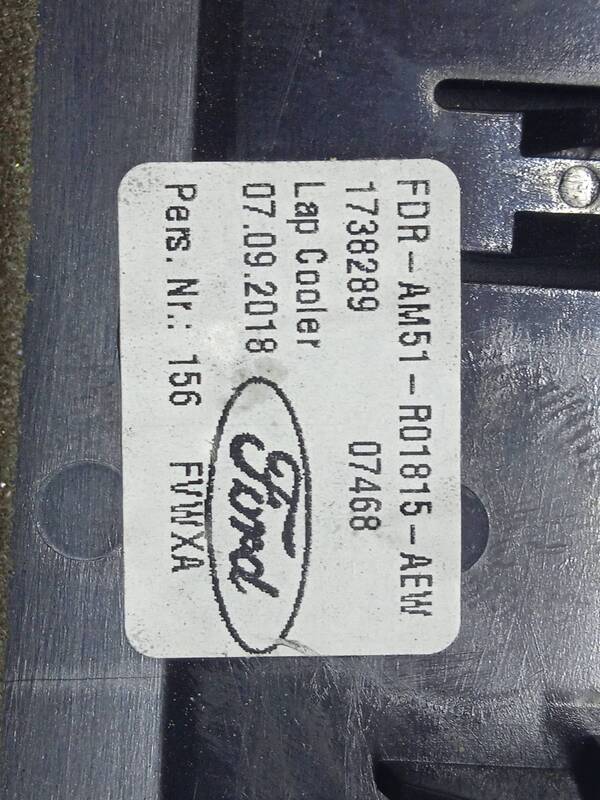 FDR-AM51-R01815-AEW
1738289 07468
Lap Cooler
07.09.2018
Ford
Pers. Nr.: 156 FVWXA